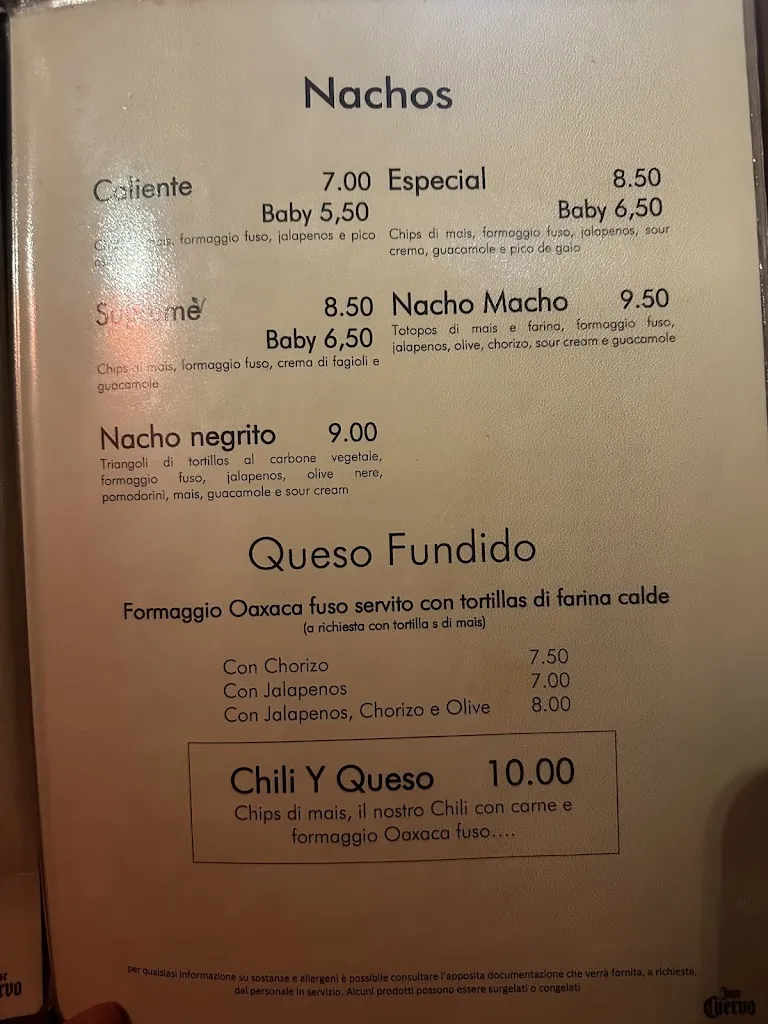 Nachos
Caliente 7.00
Baby 5,50
mais, formaggio fuso, jalapenos e pico
Especial 8.50
Baby 6,50
Chips di mais, formaggio fuso, jalapenos, sour
crema, guacamole e pico de gaio
Supremè 8.50
Baby 6,50
Chips di mais, formaggio fuso, crema di fagioli e
guacamole
Nacho Macho 9.50
Totopos di mais e farina, formaggio fuso,
jalapenos, olive, chorizo, sour cream e guacamole
Nacho negrito 9.00
Triangoli di tortillas al carbone vegetale,
formaggio fuso, jalapenos, olive nere,
pomodorini, mais, guacamole e sour cream
Queso Fundido
Formaggio Oaxaca fuso servito con tortillas di farina calde
(a richiesta con tortilla s di mais)
Con Chorizo 7.50
Con Jalapenos 7.00
Con Jalapenos, Chorizo e Olive 8.00
Chili Y Queso 10.00
Chips di mais, il nostro Chili con carne e
formaggio Oaxaca fuso....
per qualsiasi informazione su sostanze e allergeni è possibile consultare l'apposita documentazione che verrà fornita, a richiesta,
dal personale in servizio. Alcuni prodotti possono essere surgelati o congelati
Jose
Cuervo